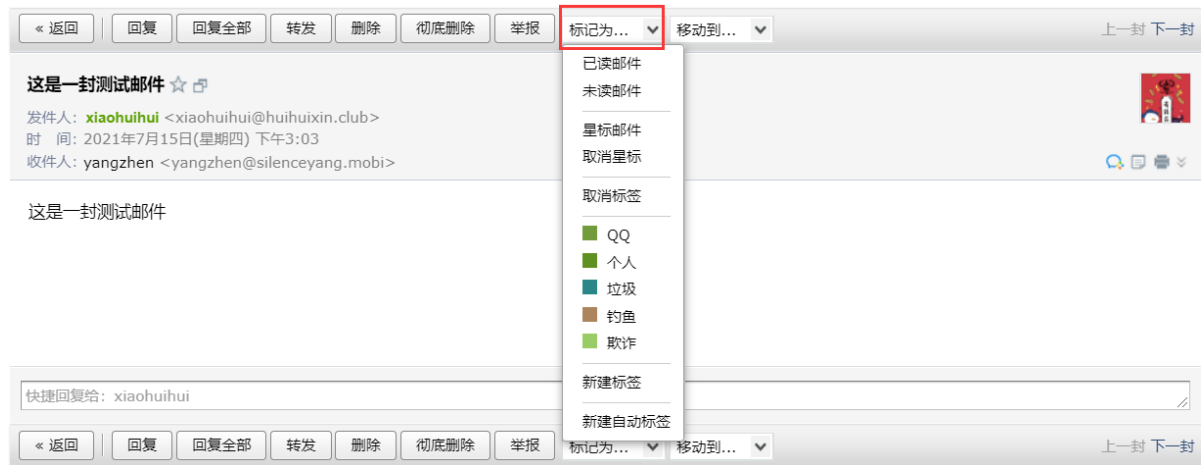 « 返回 回复 回复全部 转发 删除 彻底删除 举报 标记为... 移动到... 上一封 下一封
这是一封测试邮件
发件人：xiaohuihui <xiaohuihui@huihuixin.club>
时 间：2021年7月15日(星期四) 下午3:03
收件人：yangzhen <yangzhen@silenceyang.mobi>
这是一封测试邮件
已读邮件
未读邮件
星标邮件
取消星标
取消标签
QQ
个人
垃圾
钓鱼
欺诈
新建标签
新建自动标签
快捷回复给：xiaohuihui
« 返回 回复 回复全部 转发 删除 彻底删除 举报 标记为... 移动到... 上一封 下一封